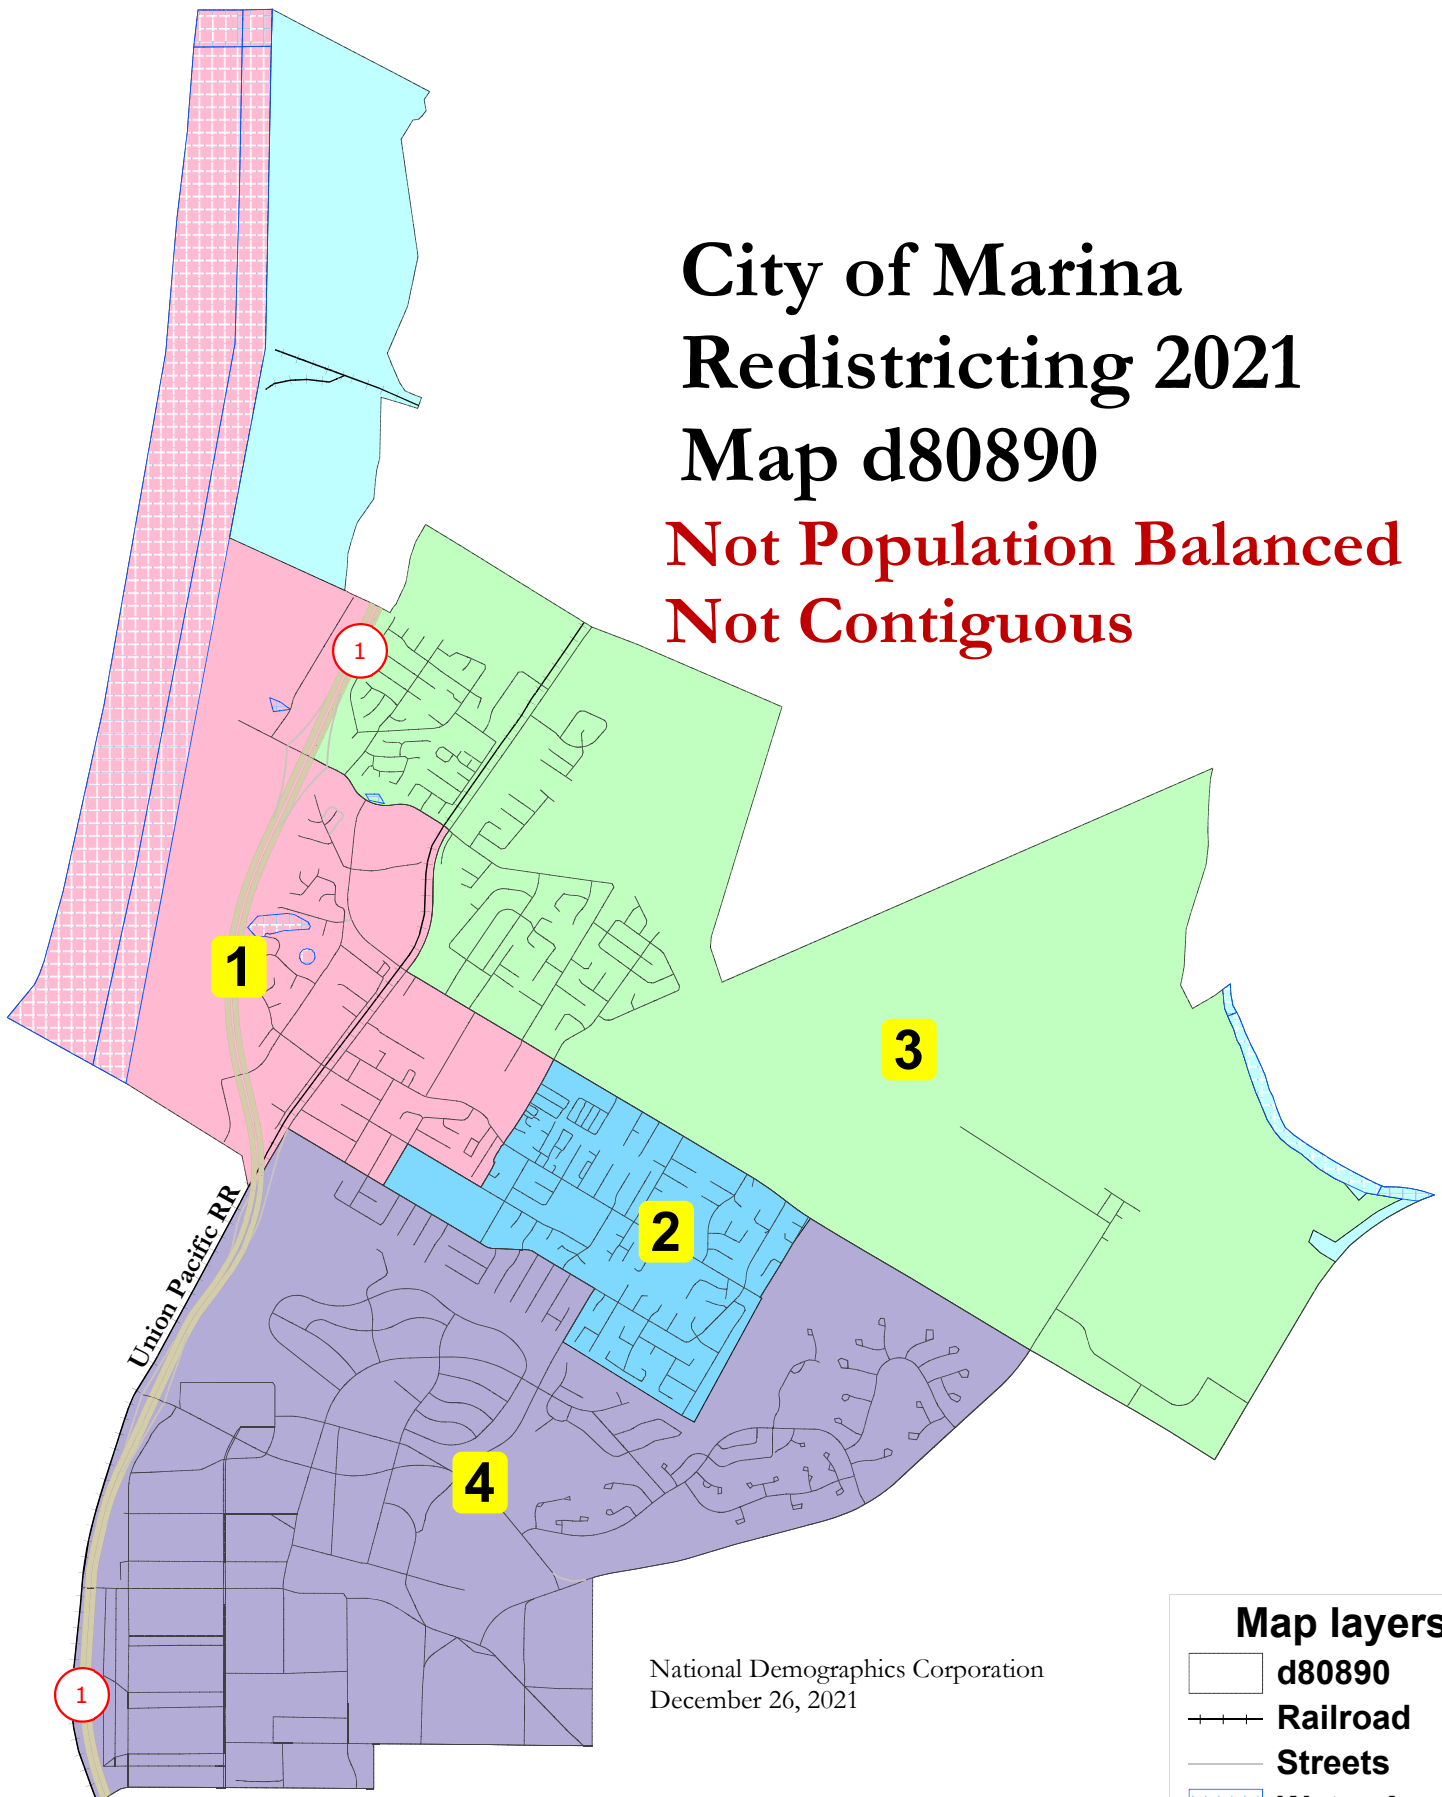 City of Marina
Redistricting 2021
Map d80890
Not Population Balanced
Not Contiguous
1
1
3
2
Union Pacific RR
4
1
National Demographics Corporation
December 26, 2021
Map layers
d80890
Railroad
Streets